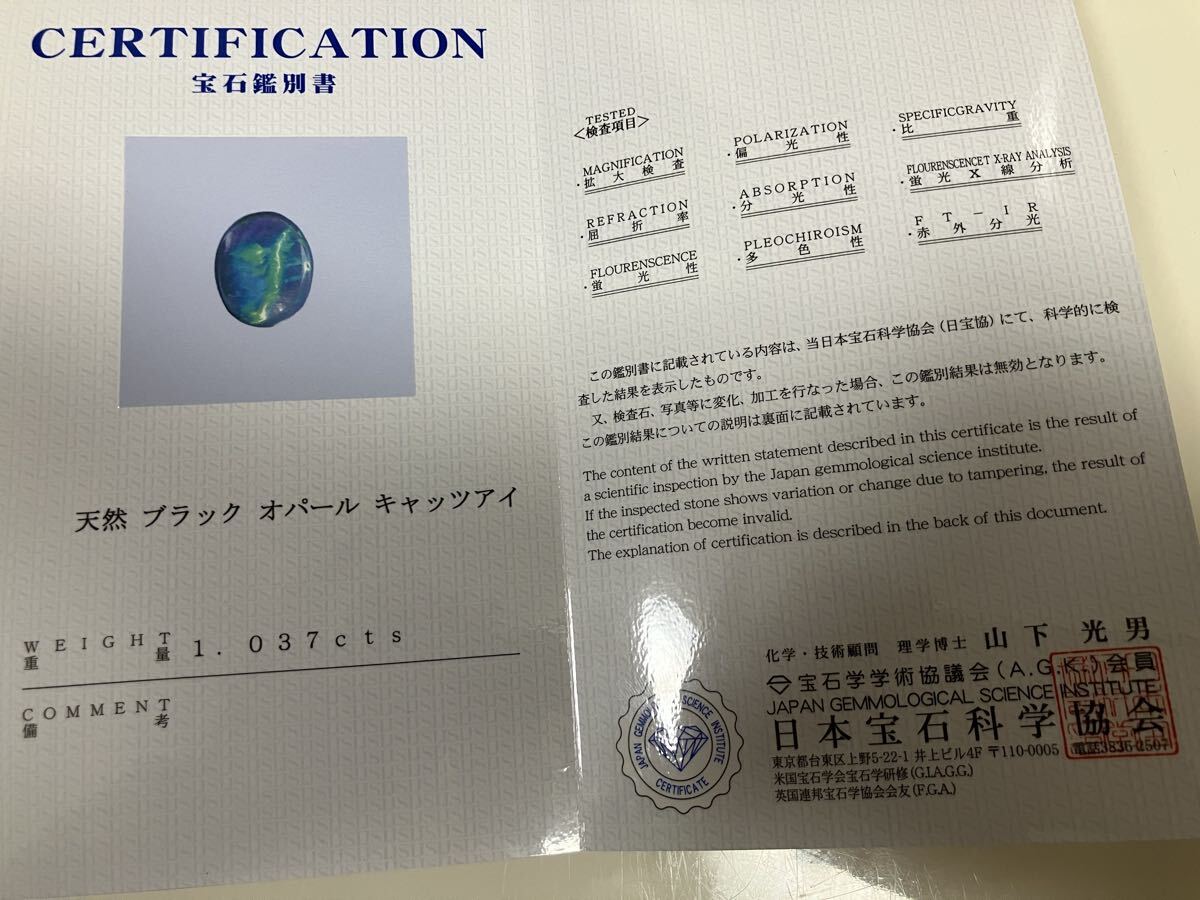 CERTIFICATION
宝石鑑別書
天然 ブラック オパール キャッツアイ
WEIGHT
重量
1.037cts
COMMENT
備考
TESTED
<検査項目>
MAGNIFICATION
・拡大検査
REFRACTION
・屈折率
FLOURENSCENCE
・蛍光性
POLARIZATION
・偏光性
ABSORPTION
・分光性
PLEOCHROISM
・多色性
SPECIFICGRAVITY
・比重
FLOURENSCENCET X-RAY ANALYSIS
・蛍光X線分析
FT-IR
・赤外分光
この鑑別書に記載されている内容は、当日本宝石科学協会(日宝協)にて、科学的に検
査した結果を表示したものです。
又、検査石、写真等に変化、加工を行なった場合、この鑑別結果は無効となります。
この鑑別結果についての説明は裏面に記載されています。
The content of the written statement described in this certificate is the result of
a scientific inspection by the Japan gemmological science institute.
If the inspected stone shows variation or change due to tampering, the result of
the certification become invalid.
The explanation of certification is described in the back of this document.
化学・技術顧問 理学博士 山下 光男
宝石学学術協議会(A.G.K.)会員
JAPAN GEMMOLOGICAL SCIENCE INSTITUTE
日本宝石科学協会
東京都台東区上野5-22-1 井上ビル4F 〒110-0005 電話3836-2507
米国宝石学会宝石学研修(G.I.A.G.G.)
英国連邦宝石学協会会友(F.G.A.)
JAPAN GEMMOLOGICAL SCIENCE INSTITUTE
CERTIFICATE